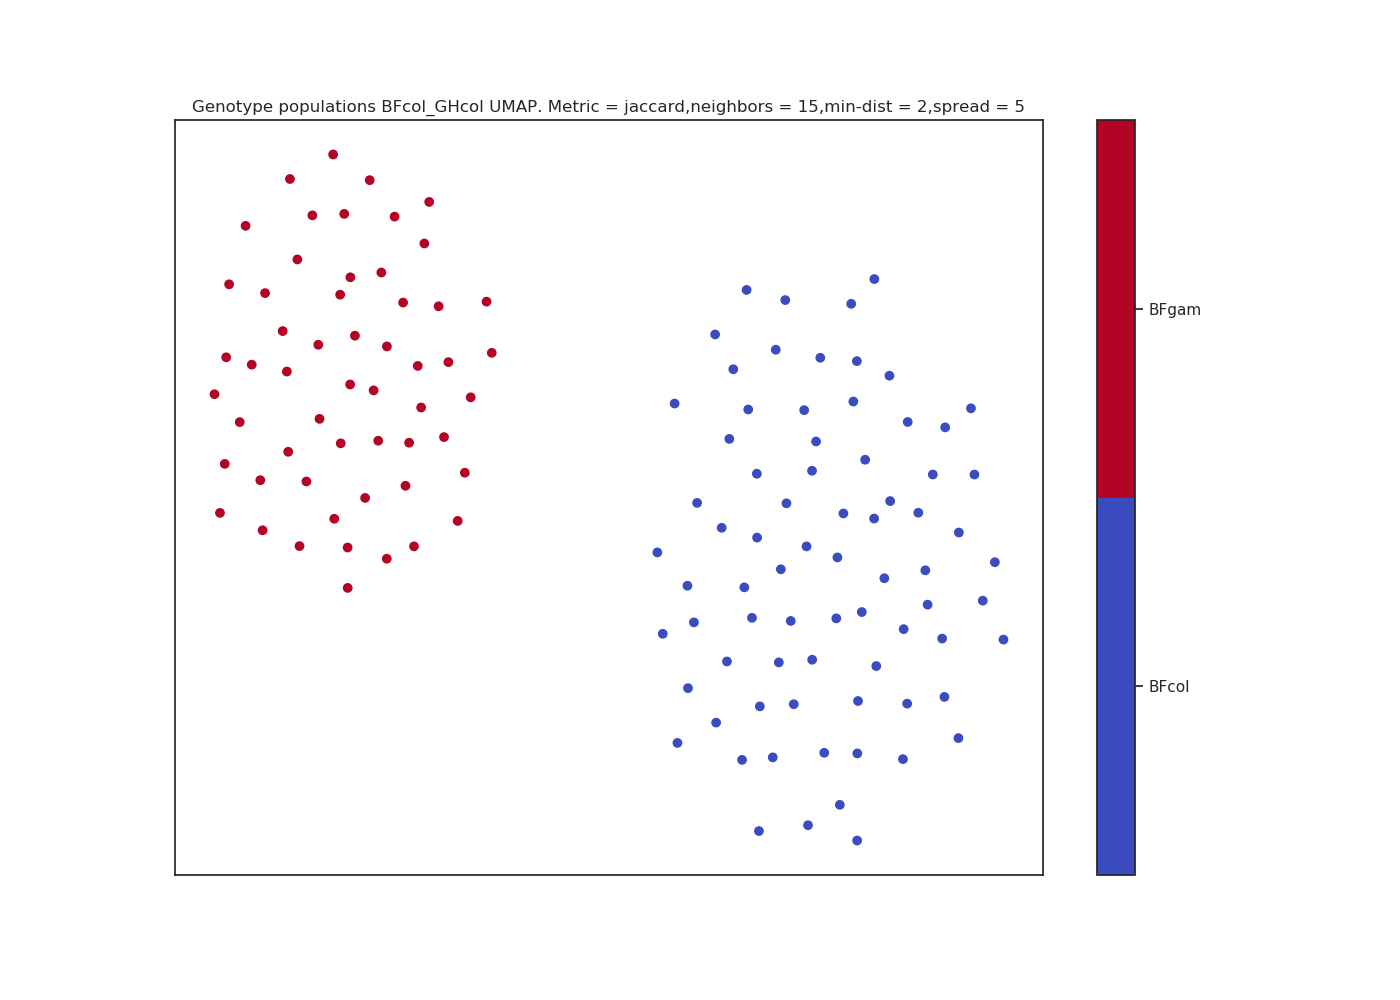 Genotype populations BFcol_GHcol UMAP. Metric = jaccard,neighbors = 15,min-dist = 2,spread = 5
BFgam
BFcol